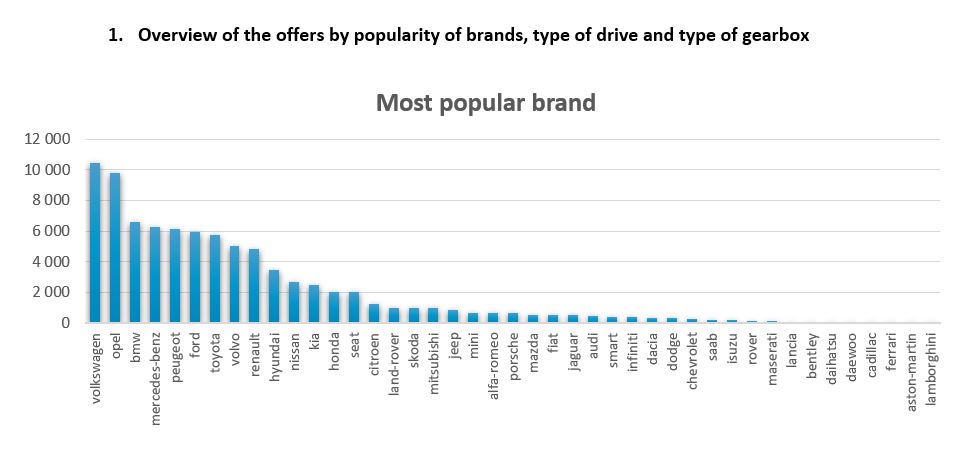 1. Overview of the offers by popularity of brands, type of drive and type of gearbox
Most popular brand
12 000
10 000
8 000
6 000
4 000
2 000
0
volkswagen
opel
bmw
mercedes-benz
peugeot
ford
toyota
volvo
renault
hyundai
nissan
kia
honda
seat
citroen
land-rover
skoda
mitsubishi
jeep
mini
alfa-romeo
porsche
mazda
fiat
jaguar
audi
smart
infiniti
dacia
dodge
chevrolet
saab
isuzu
rover
maserati
lancia
bentley
daihatsu
daewoo
cadillac
ferrari
aston-martin
lamborghini